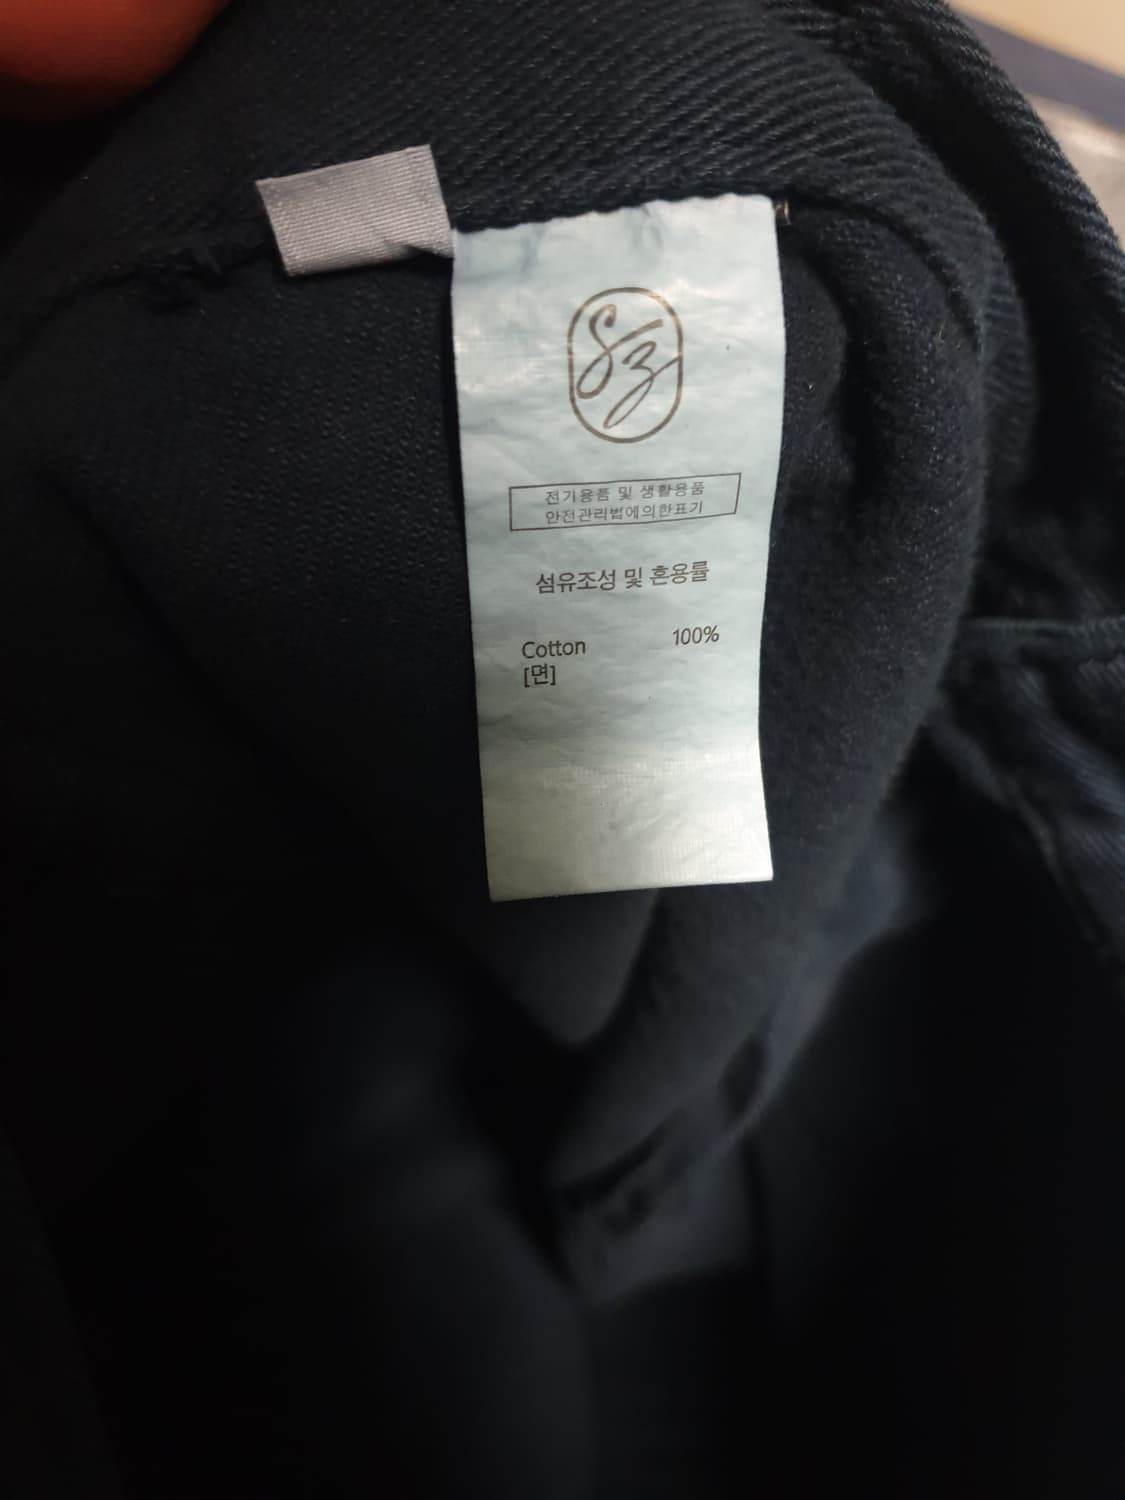 Sz
전기용품 및 생활용품
안전관리법에의한표기
섬유조성 및 혼용률
Cotton 100%
[면]